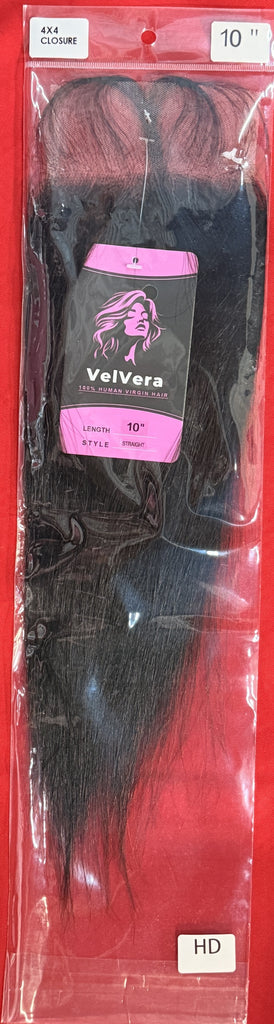 4X4
CLOSURE
10 "
VelVera
100% HUMAN VIRGIN HAIR
LENGTH 10"
STYLE STRAIGHT
HD